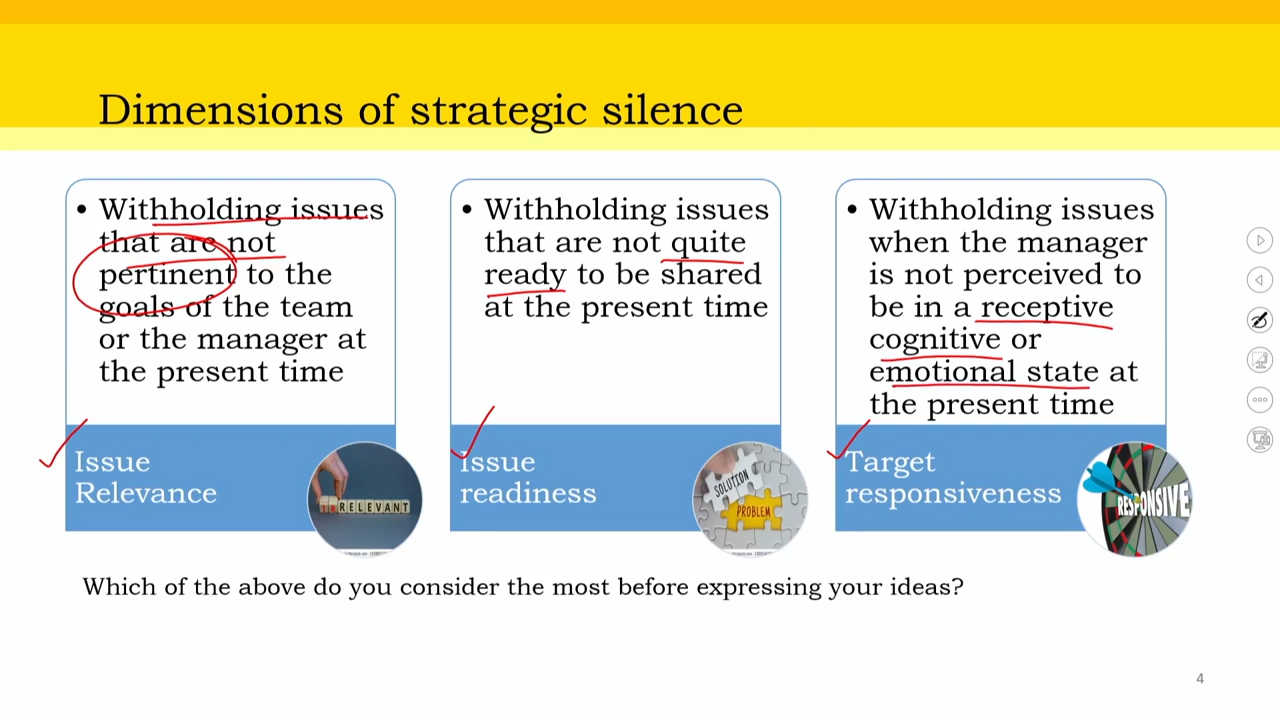 Dimensions of strategic silence
• Withholding issues
that are not
pertinent to the
goals of the team
or the manager at
the present time
Issue
Relevance
IR RELEVANT
• Withholding issues
that are not quite
ready to be shared
at the present time
Issue
readiness
SOLUTION
PROBLEM
• Withholding issues
when the manager
is not perceived to
be in a receptive
cognitive or
emotional state at
the present time
Target
responsiveness
RESPONSIVE
Which of the above do you consider the most before expressing your ideas?
4